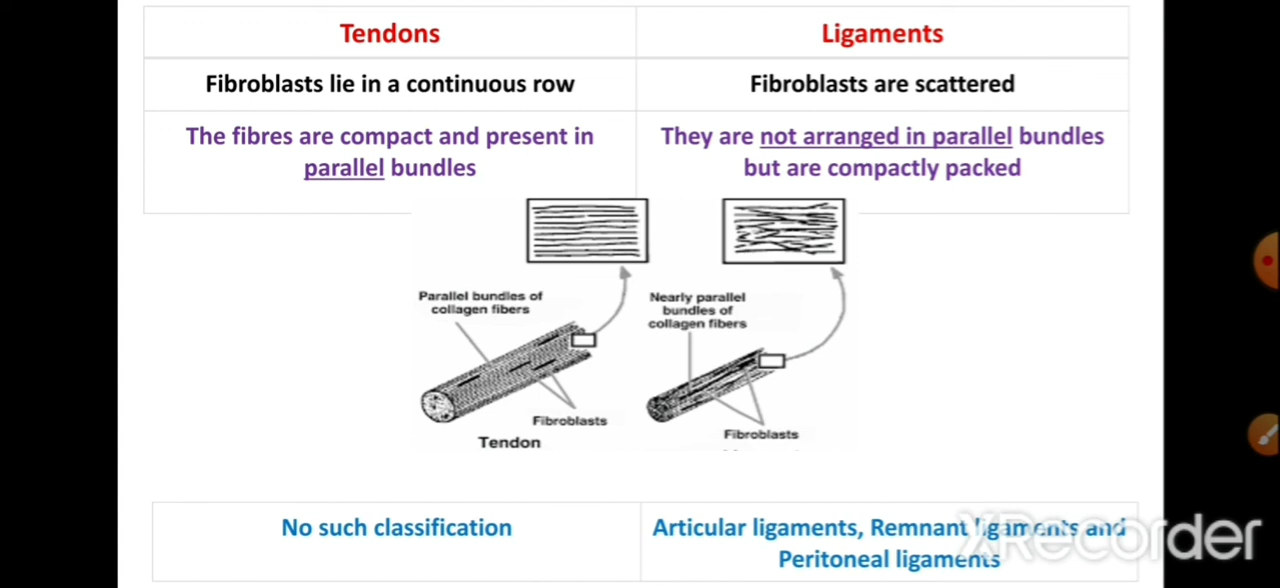 Tendons
Ligaments
Fibroblasts lie in a continuous row
Fibroblasts are scattered
The fibres are compact and present in
parallel bundles
They are not arranged in parallel bundles
but are compactly packed
Parallel bundles of
collagen fibers
Nearly parallel
bundles of
collagen fibers
Fibroblasts
Tendon
Fibroblasts
No such classification
Articular ligaments, Remnant ligaments and
Peritoneal ligaments
XRecorder